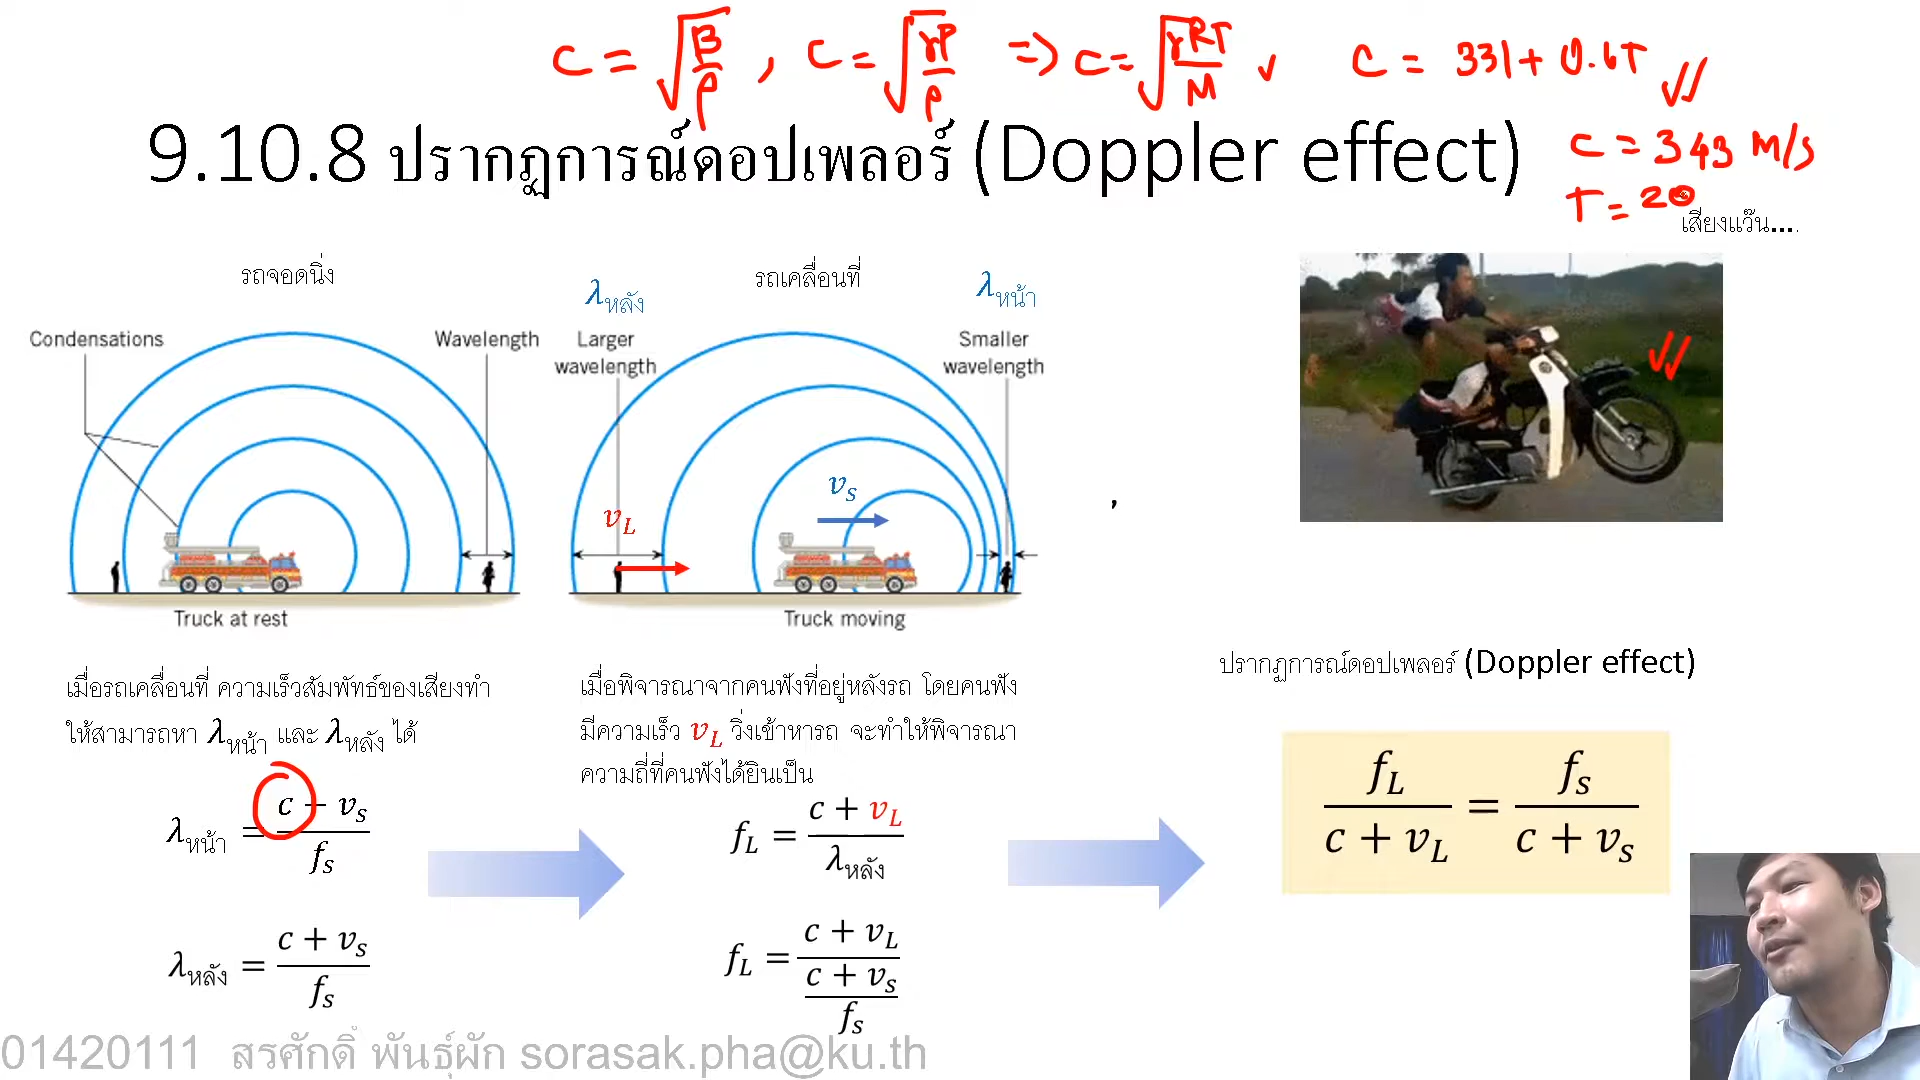 C = √B/ρ , C = √γP/ρ ⇒ C = √γRT/M ✓ C = 331 + 0.6T
9.10.8 ปรากฏการณ์ดอปเพลอร์ (Doppler effect)
C = 343 m/s
T = 20
เสียงแว๊น....
รถจอดนิ่ง
λหลัง
รถเคลื่อนที่
λหน้า
Condensations
Wavelength
Larger
wavelength
Smaller
wavelength
vS
vL
Truck at rest
Truck moving
,
เมื่อรถเคลื่อนที่ ความเร็วสัมพัทธ์ของเสียงทำ
ให้สามารถหา λหน้า และ λหลัง ได้
λหน้า = (c − vs)/fs
λหลัง = (c + vs)/fs
เมื่อพิจารณาจากคนฟังที่อยู่หลังรถ โดยคนฟัง
มีความเร็ว vL วิ่งเข้าหารถ จะทำให้พิจารณา
ความถี่ที่คนฟังได้ยินเป็น
fL = (c + vL)/λหลัง
fL = (c + vL)/((c + vs)/fs)
ปรากฏการณ์ดอปเพลอร์ (Doppler effect)
fL/(c + vL) = fs/(c + vs)
01420111 สรศักดิ์ พันธุ์ผัก sorasak.pha@ku.th